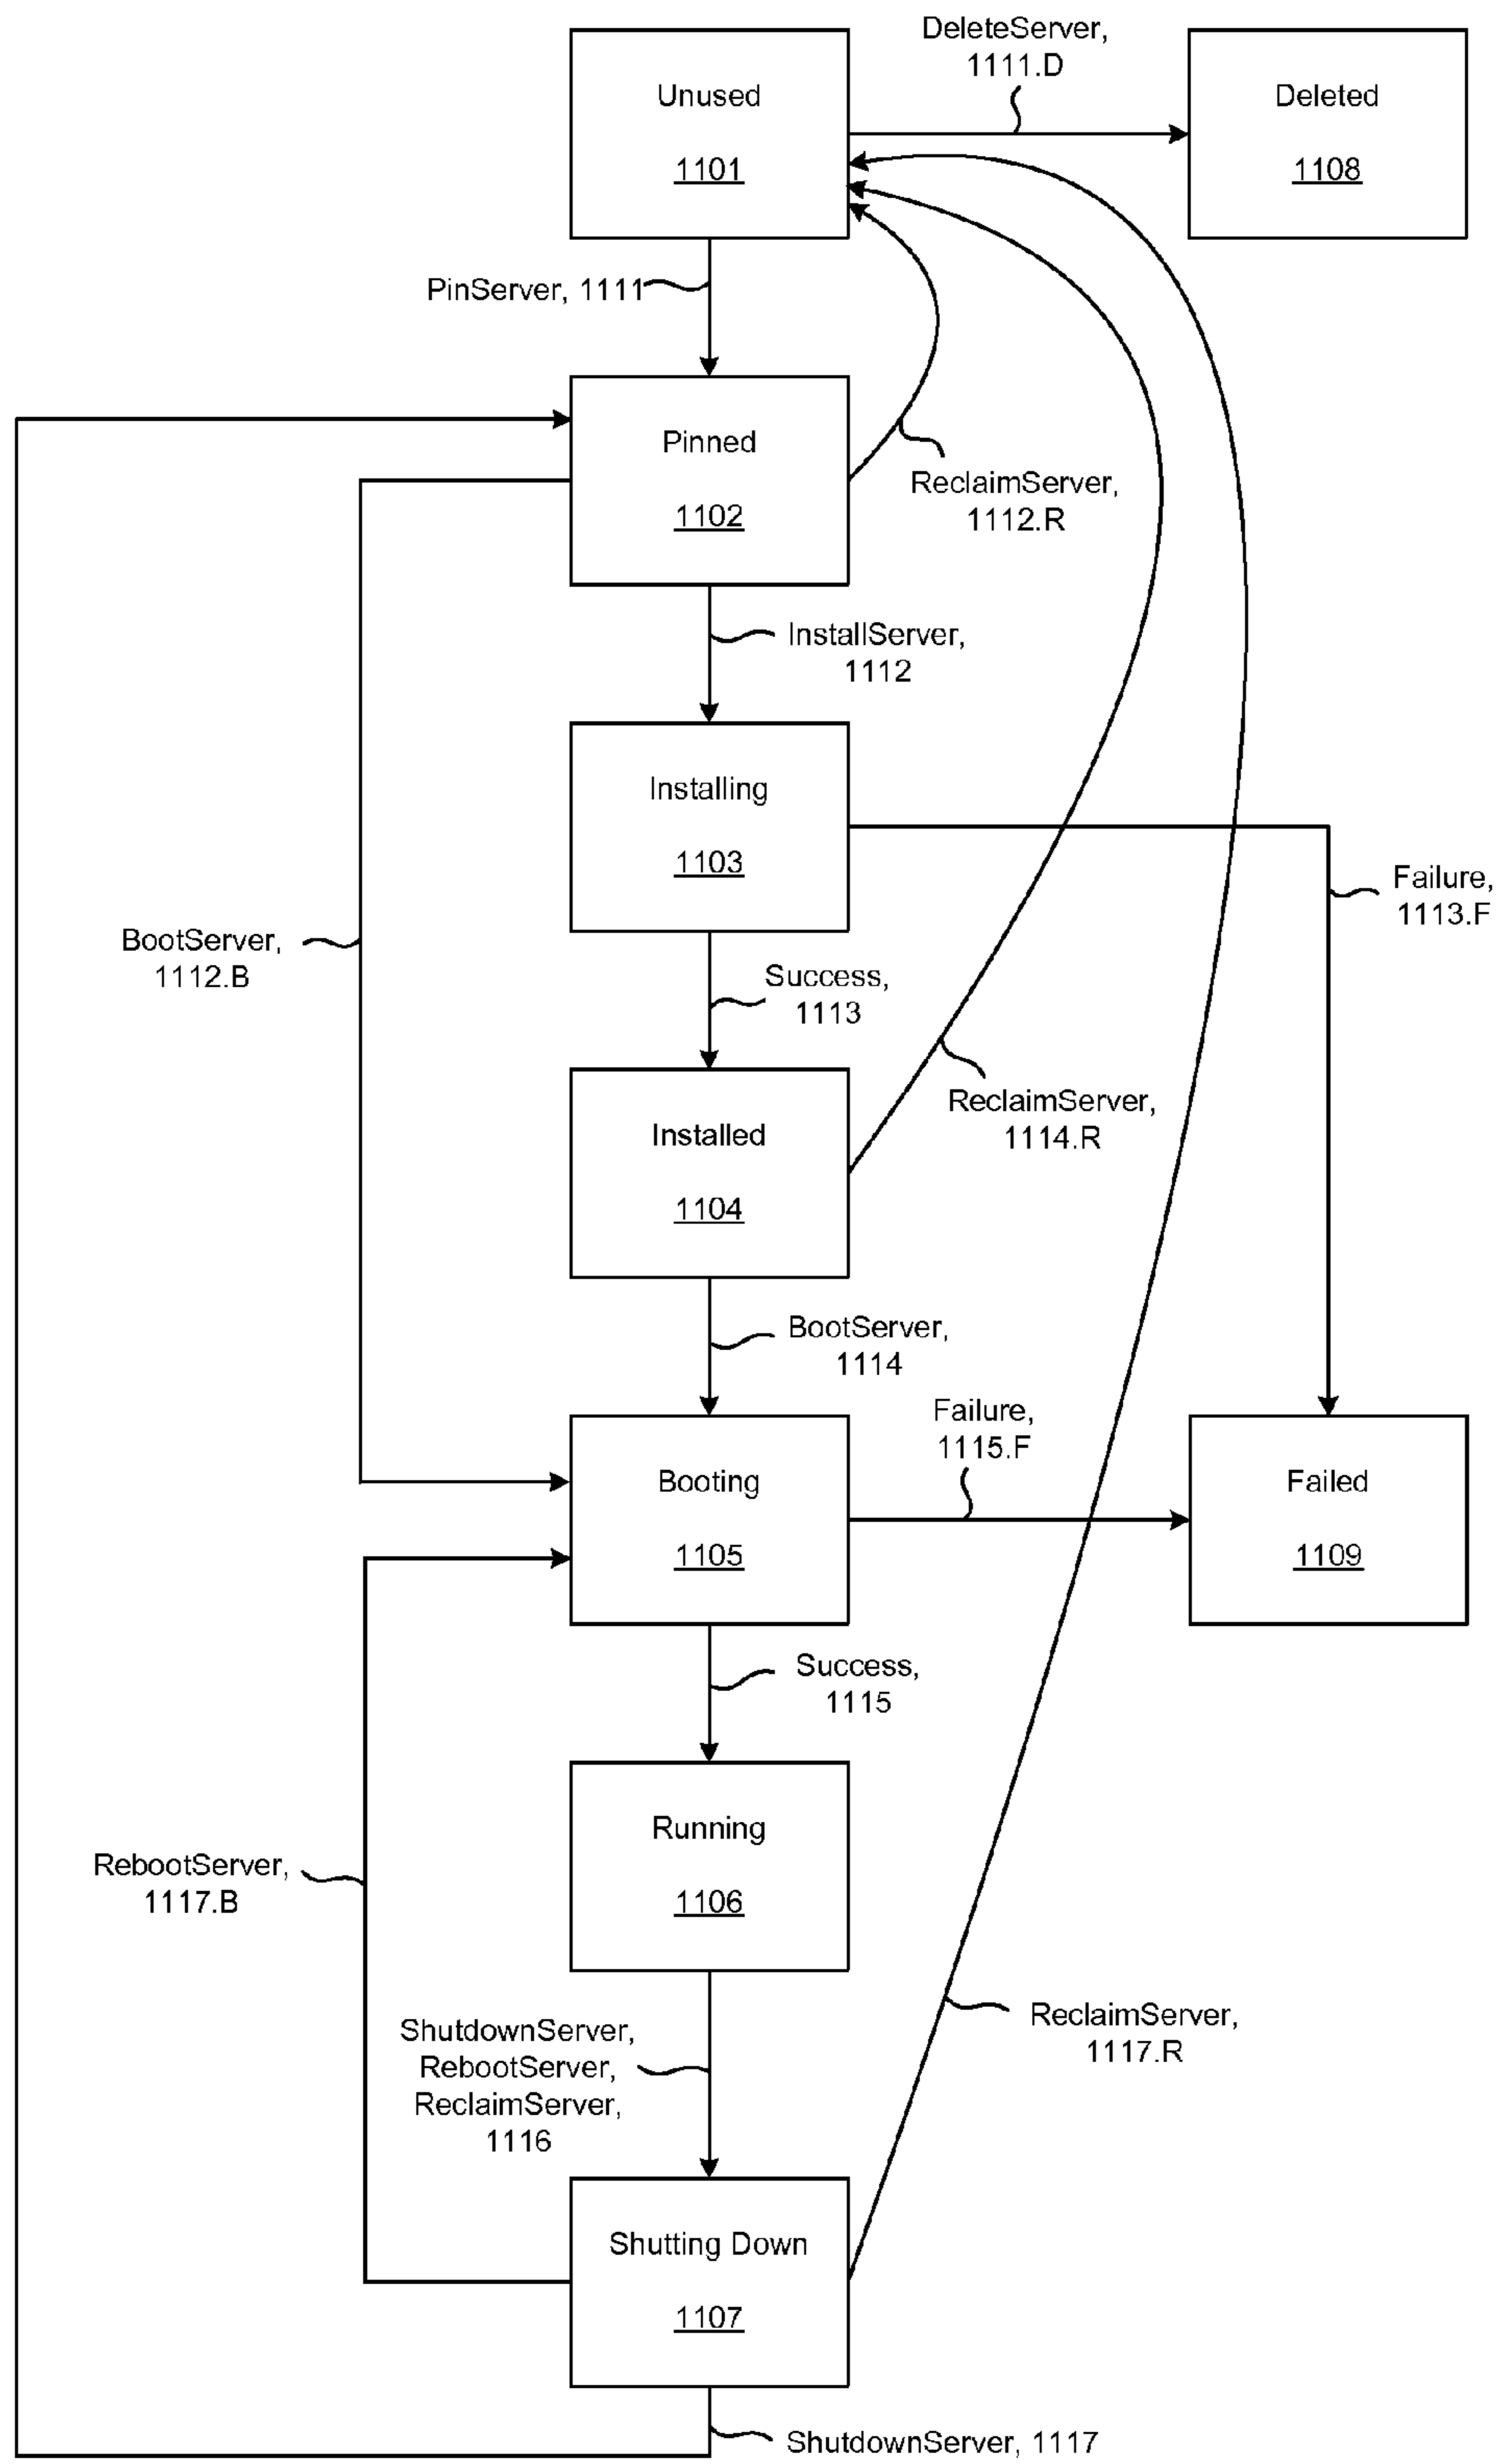 DeleteServer,
1111.D
Unused
1101
Deleted
1108
PinServer, 1111
Pinned
1102
ReclaimServer,
1112.R
InstallServer,
1112
Installing
1103
Failure,
1113.F
BootServer,
1112.B
Success,
1113
ReclaimServer,
1114.R
Installed
1104
BootServer,
1114
Failure,
1115.F
Booting
1105
Failed
1109
Success,
1115
Running
1106
RebootServer,
1117.B
ShutdownServer,
RebootServer,
ReclaimServer,
1116
ReclaimServer,
1117.R
Shutting Down
1107
ShutdownServer, 1117